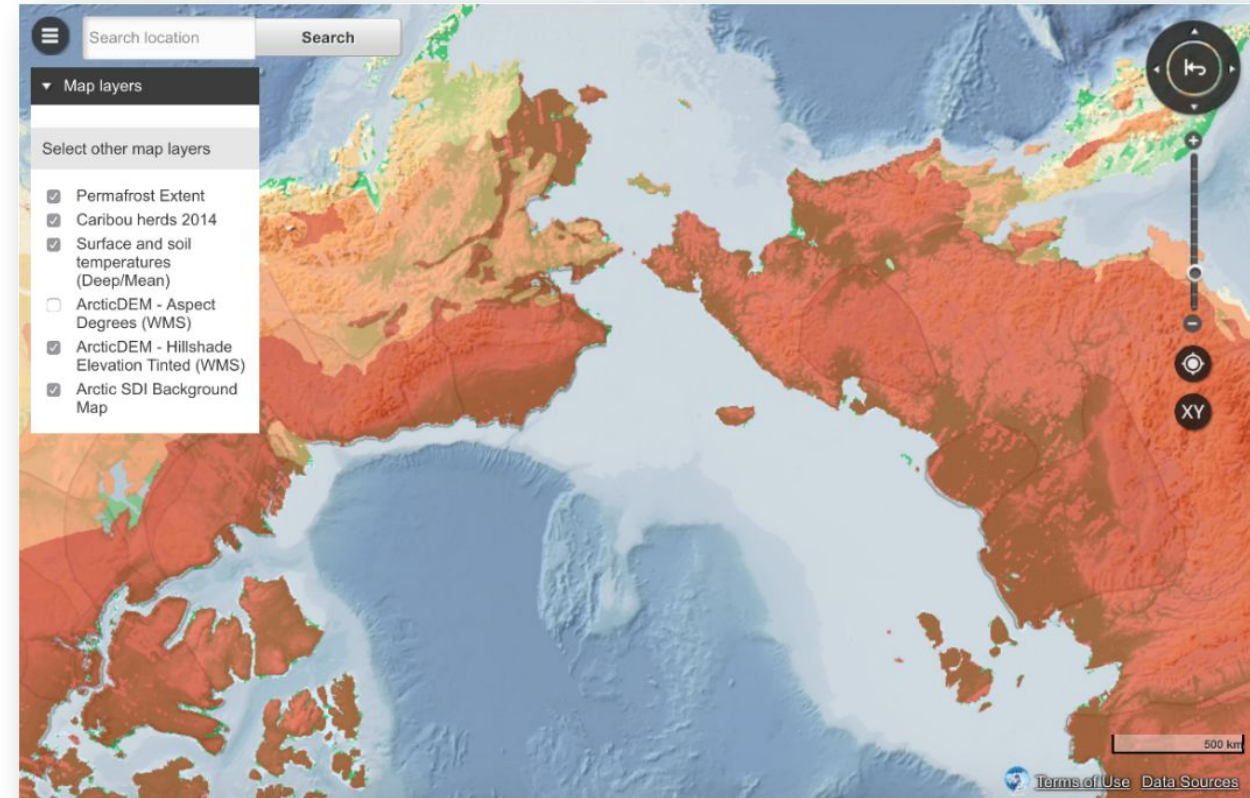 Search location
Search
Map layers
Select other map layers
Permafrost Extent
Caribou herds 2014
Surface and soil
temperatures
(Deep/Mean)
ArcticDEM - Aspect
Degrees (WMS)
ArcticDEM - Hillshade
Elevation Tinted (WMS)
Arctic SDI Background
Map
XY
500 km
Terms of Use Data Sources